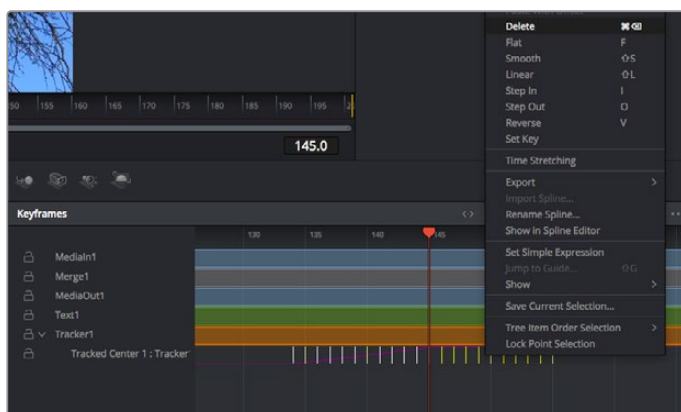 Delete ⌘⌫
Flat F
Smooth ⇧S
Linear ⇧L
Step In I
Step Out O
Reverse V
Set Key
Time Stretching
Export >
Import Spline...
Rename Spline...
Show in Spline Editor
Set Simple Expression
Jump to Guide... ⇧G
Show >
Save Current Selection...
Tree Item Order Selection >
Lock Point Selection
50 155 160 165 170 175 180 185 190 195
145.0
Keyframes
130 135 140 145
MediaIn1
Merge1
MediaOut1
Text1
Tracker1
Tracked Center 1 : Tracker